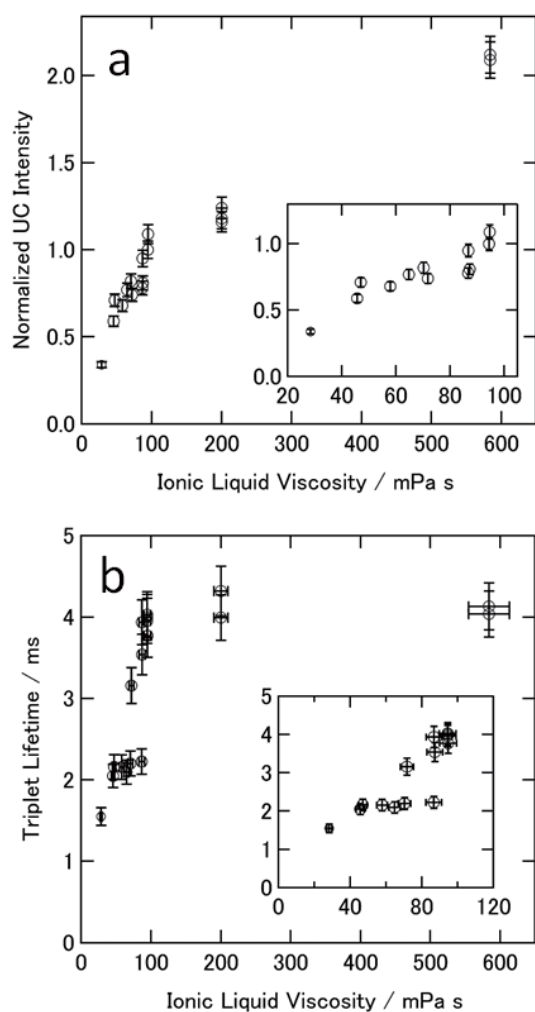 a
Normalized UC Intensity
2.0
1.5
1.0
0.5
0.0
1.0
0.5
0.0
20 40 60 80 100
0 100 200 300 400 500 600
Ionic Liquid Viscosity / mPa s
b
Triplet Lifetime / ms
5
4
3
2
1
0
5
4
3
2
1
0
0 40 80 120
0 100 200 300 400 500 600
Ionic Liquid Viscosity / mPa s